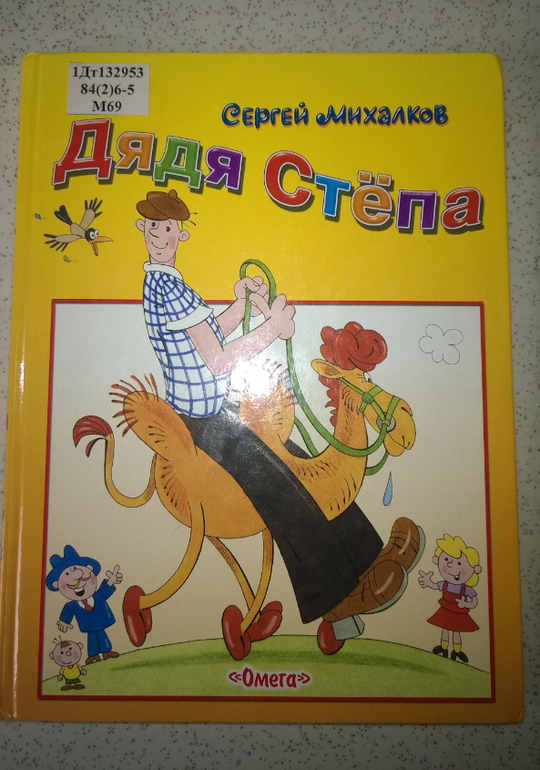 1Дт132953
84(2)6-5
М69
Сергей Михалков
Дядя Стёпа
«Омега»